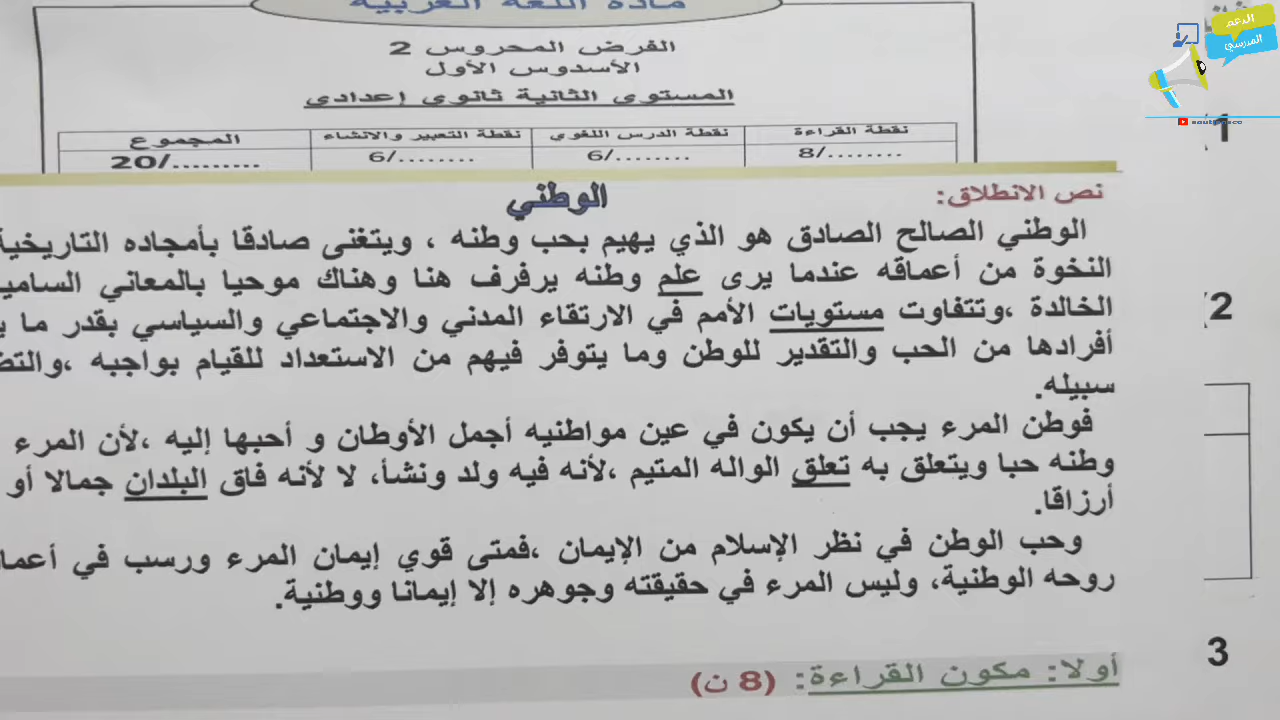 مادة اللغة العربية
الفرض المحروس 2
الأسدوس الأول
المستوى الثانية ثانوي إعدادي
نقطة القراءة
نقطة الدرس اللغوي
نقطة التعبير والانشاء
المجموع
8/........
6/........
6/........
20/.........
نص الانطلاق:
الوطني
الوطني الصالح الصادق هو الذي يهيم بحب وطنه ، ويتغنى صادقا بأمجاده التاريخية
النخوة من أعماقه عندما يرى علم وطنه يرفرف هنا وهناك موحيا بالمعاني
الخالدة ،وتتفاوت مستويات الأمم في الارتقاء المدني والاجتماعي والسياسي بقدر ما
أفرادها من الحب والتقدير للوطن وما يتوفر فيهم من الاستعداد للقيام بواجبه
سبيله.
فوطن المرء يجب أن يكون في عين مواطنيه أجمل الأوطان و أحبها إليه ،لأن المرء
وطنه حبا ويتعلق به تعلق الواله المتيم ،لأنه فيه ولد ونشأ، لا لأنه فاق البلدان جمالا أو
أرزاقا.
وحب الوطن في نظر الإسلام من الإيمان ،فمتى قوي إيمان المرء ورسب في
روحه الوطنية، وليس المرء في حقيقته وجوهره إلا إيمانا ووطنية.
أولا: مكون القراءة: (8 ن)
الدعم
المدرسي
1
2
3